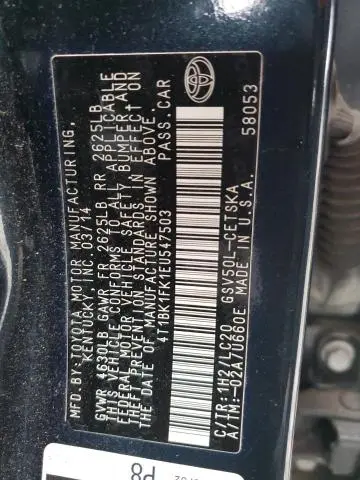 MFD.BY:TOYOTA MOTOR MANUFACTURING,
KENTUCKY,INC. 03/14
GVWR 4630LB GAWR FR 2625LB RR 2625LB
THIS VEHICLE CONFORMS TO ALL APPLICABLE
FEDERAL MOTOR VEHICLE SAFETY, BUMPER, AND
THEFT PREVENTION STANDARDS IN EFFECT ON
THE DATE OF MANUFACTURE SHOWN ABOVE.
4T1BK1FK1EU547503 PASS.CAR
C/TR: 1H2/LC20 GSV50L-CETSKA
A/TM:-02A/U660E MADE IN U.S.A.
58053
P8